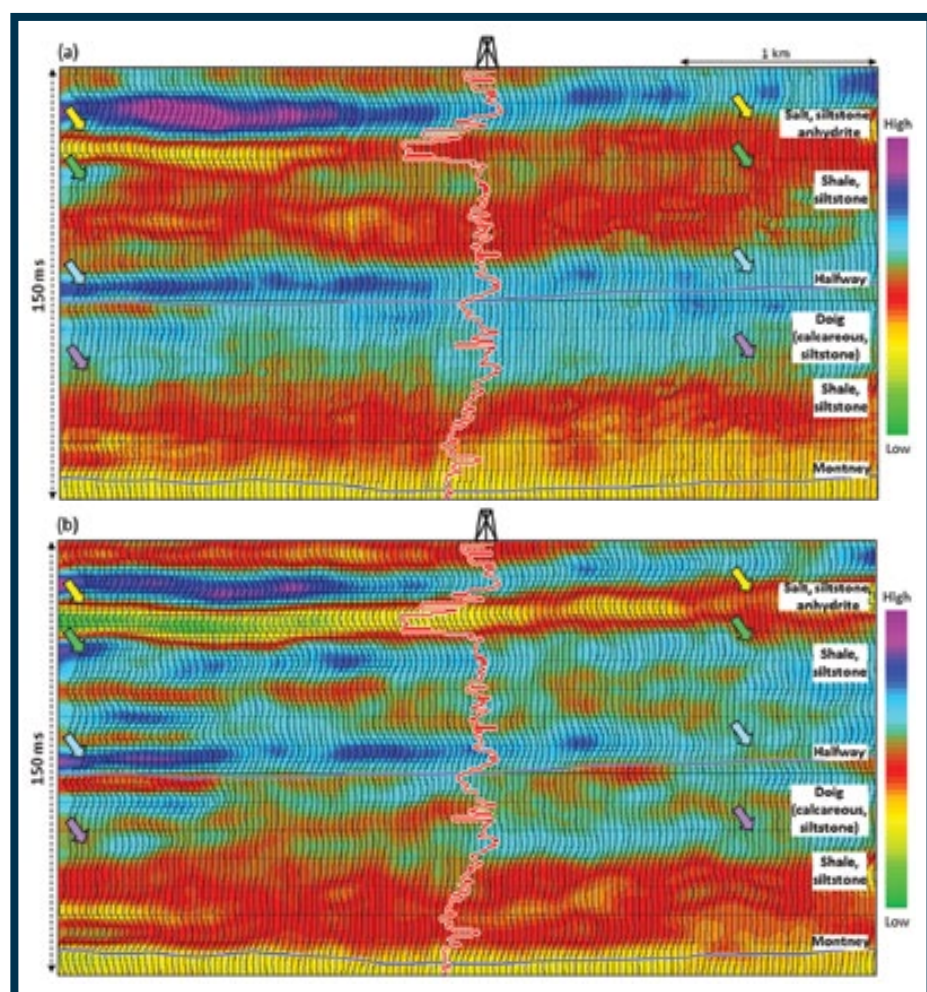 (a)
1 km
Salt, siltstone
anhydrite
High
Shale,
siltstone
150 ms
Halfway
Doig
(calcareous,
siltstone)
Shale,
siltstone
Low
Montney
(b)
Salt, siltstone
anhydrite
High
Shale,
siltstone
150 ms
Halfway
Doig
(calcareous,
siltstone)
Shale,
siltstone
Low
Montney